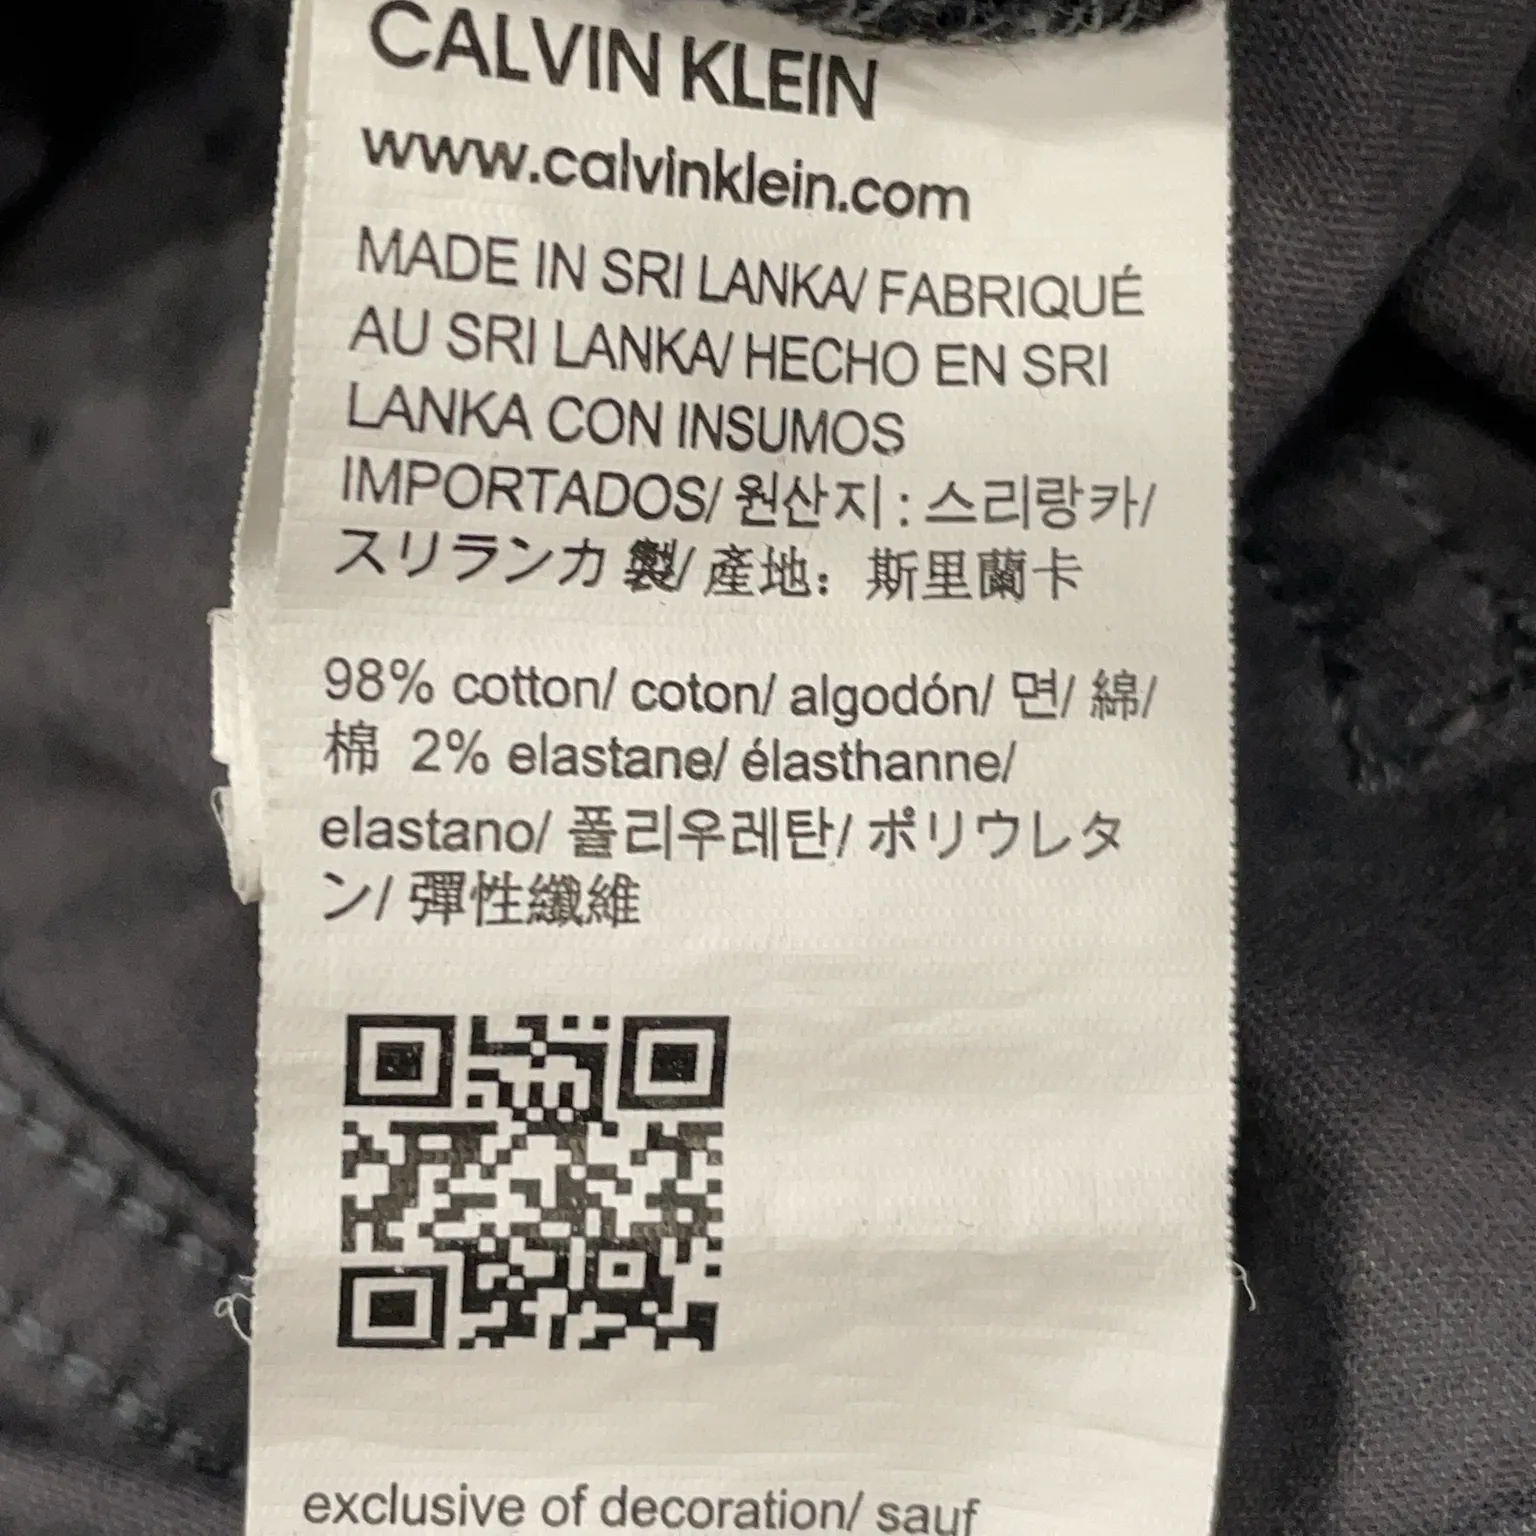 CALVIN KLEIN
www.calvinklein.com
MADE IN SRI LANKA/ FABRIQUÉ
AU SRI LANKA/ HECHO EN SRI
LANKA CON INSUMOS
IMPORTADOS/ 원산지 : 스리랑카/
スリランカ 製/ 產地：斯里蘭卡
98% cotton/ coton/ algodón/ 면/ 綿/
棉 2% elastane/ élasthanne/
elastano/ 폴리우레탄/ ポリウレタ
ン/ 彈性纖維
exclusive of decoration/ sauf